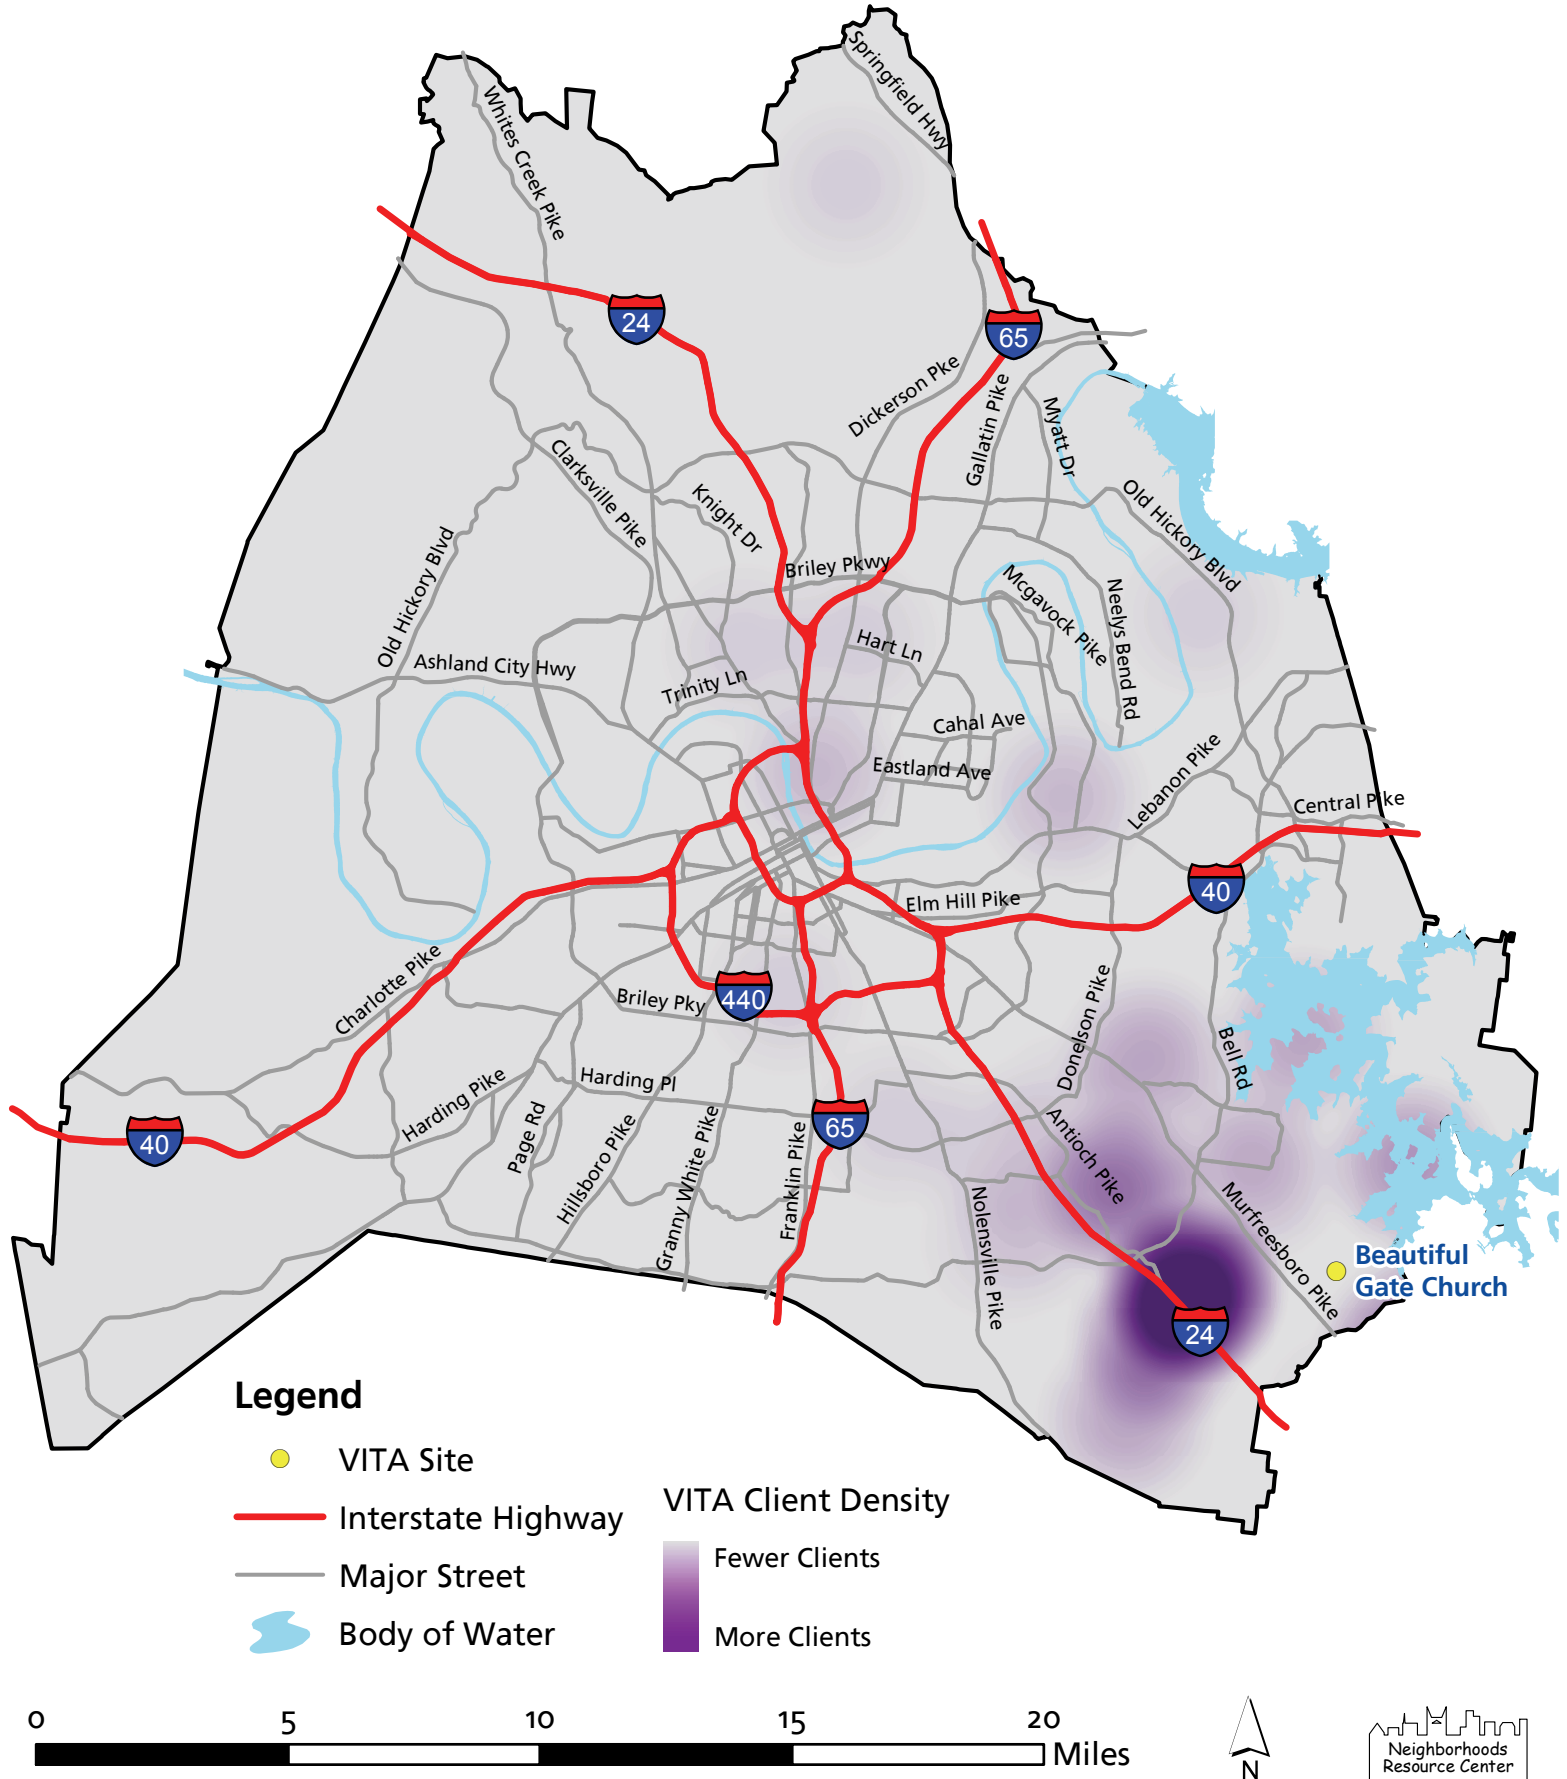 Springfield Hwy
Whites Creek Pike
24
65
Dickerson Pke
Gallatin Pike
Myatt Dr
Clarksville Pike
Knight Dr
Old Hickory Blvd
Old Hickory Blvd
Briley Pkwy
Mcgavock Pike
Neelys Bend Rd
Hart Ln
Ashland City Hwy
Trinity Ln
Cahal Ave
Eastland Ave
Lebanon Pike
Central Pike
40
Elm Hill Pike
Charlotte Pike
440
Briley Pky
Donelson Pike
Bell Rd
Harding Pl
Harding Pike
Page Rd
Hillsboro Pike
Granny White Pike
Franklin Pike
65
40
Antioch Pike
Nolensville Pike
Murfreesboro Pike
Beautiful
Gate Church
24
Legend
VITA Site
Interstate Highway
Major Street
Body of Water
VITA Client Density
Fewer Clients
More Clients
0 5 10 15 20
Miles
N
Neighborhoods
Resource Center